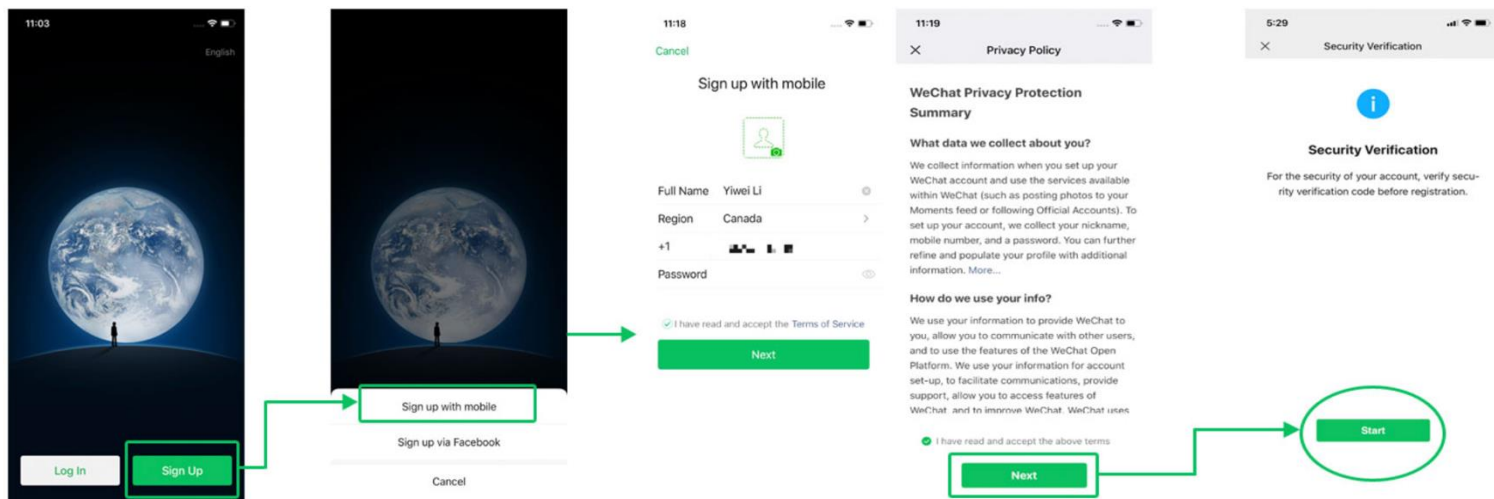 11:03
English
Log In
Sign Up
Sign up with mobile
Sign up via Facebook
Cancel
11:18
Cancel
Sign up with mobile
Full Name Yiwei Li
Region Canada
+1
Password
I have read and accept the Terms of Service
Next
11:19
Privacy Policy
WeChat Privacy Protection
Summary
What data we collect about you?
We collect information when you set up your
WeChat account and use the services available
within WeChat (such as posting photos to your
Moments feed or following Official Accounts). To
set up your account, we collect your nickname,
mobile number, and a password. You can further
refine and populate your profile with additional
information. More...
How do we use your info?
We use your information to provide WeChat to
you, allow you to communicate with other users,
and to use the features of the WeChat Open
Platform. We use your information for account
set-up, to facilitate communications, provide
support, allow you to access features of
WeChat, and to improve WeChat. WeChat uses
I have read and accept the above terms
Next
5:29
Security Verification
i
Security Verification
For the security of your account, verify secu-
rity verification code before registration.
Start